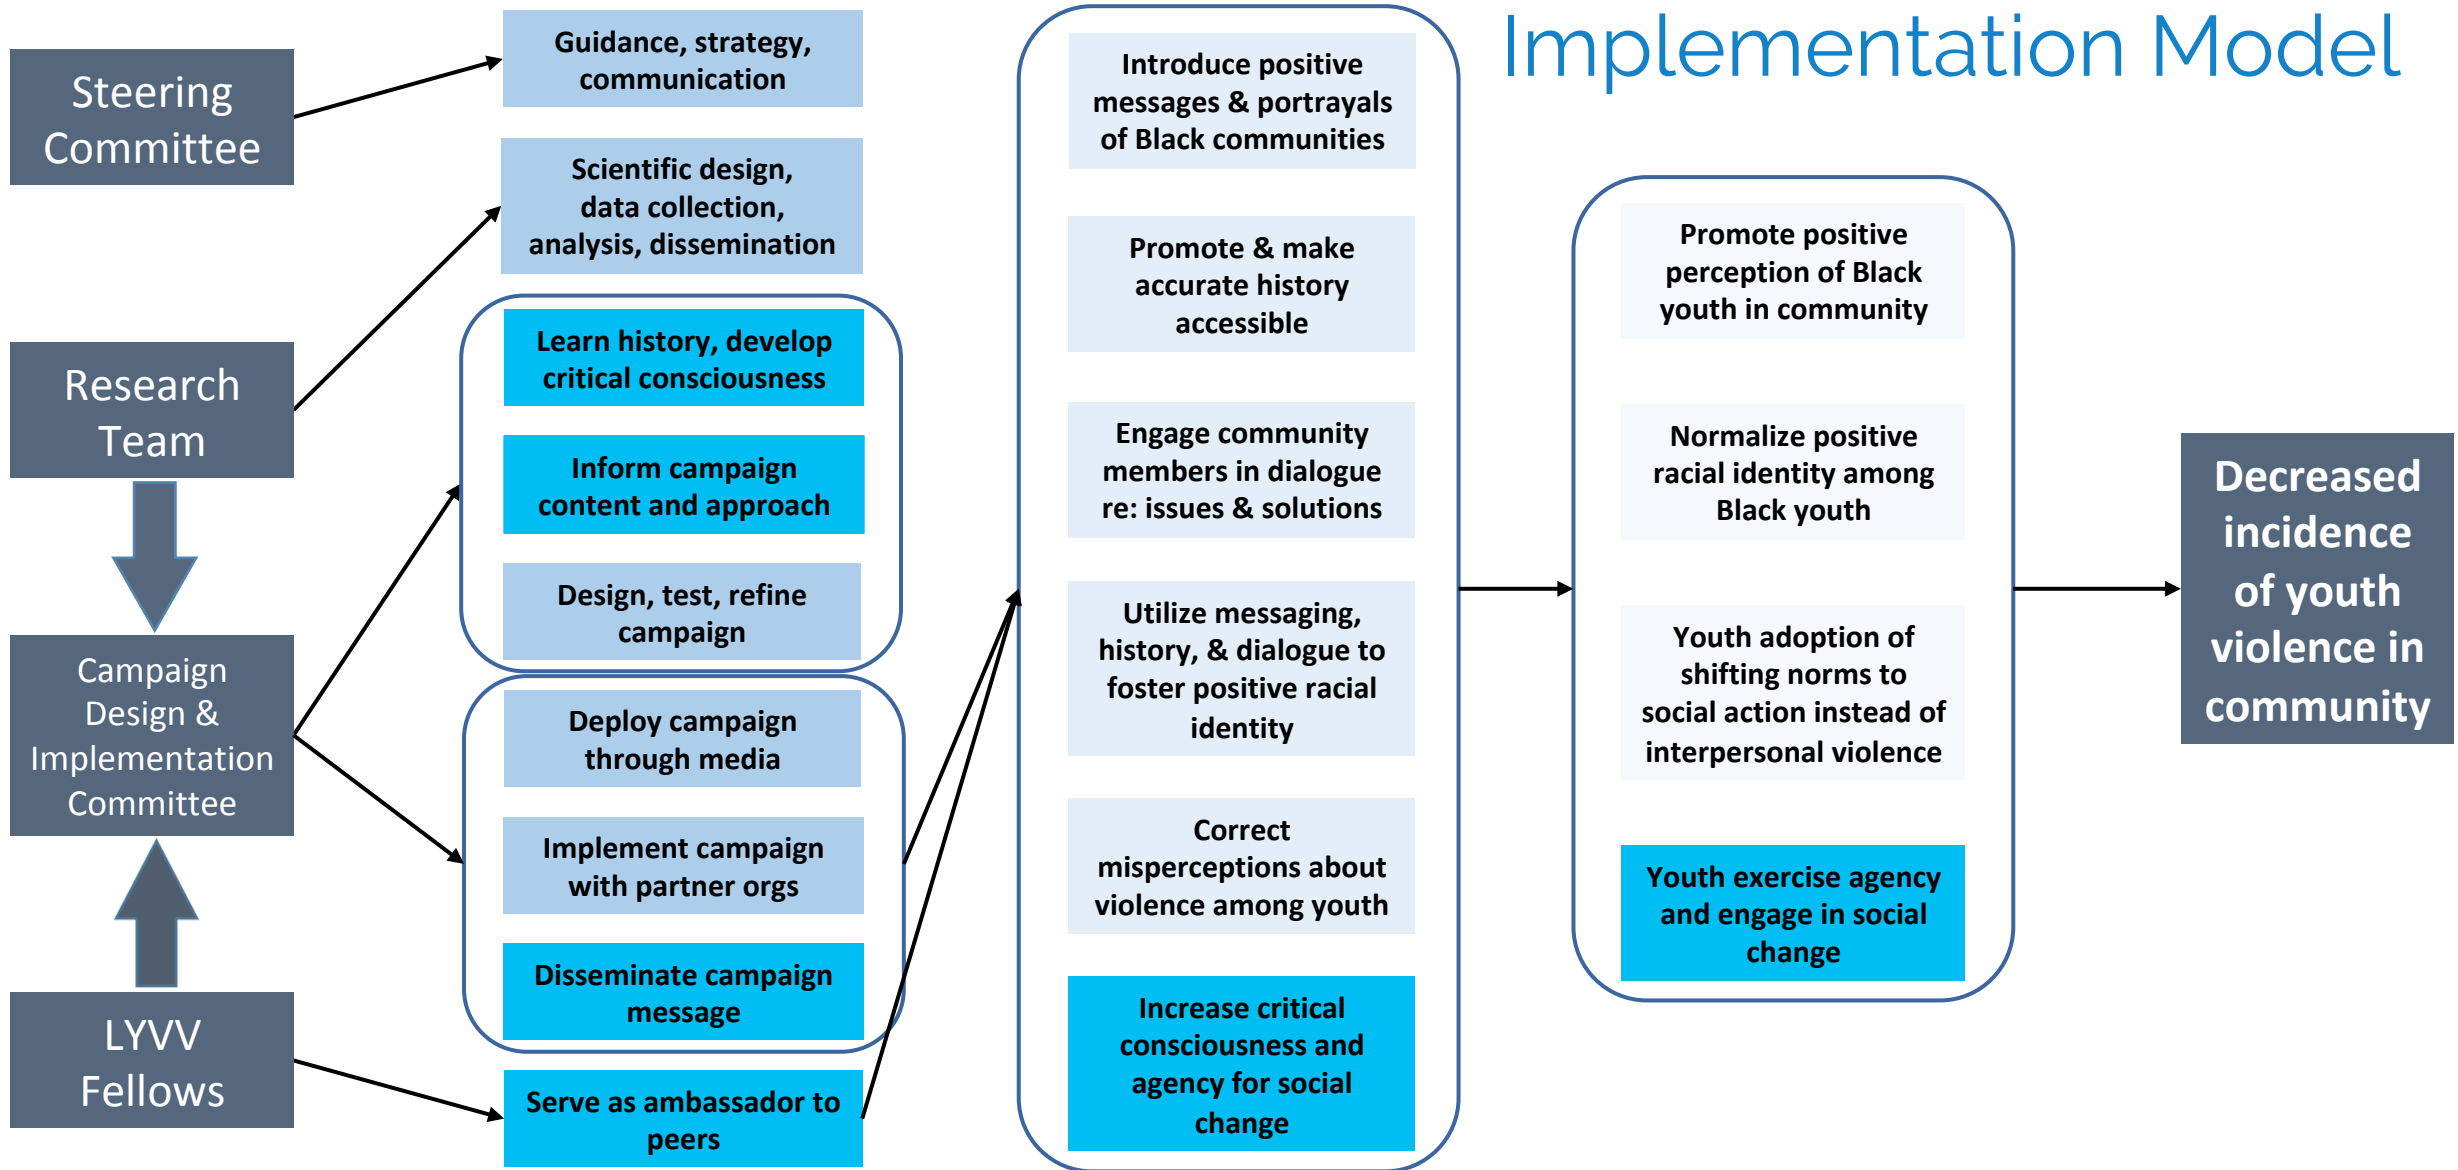 Implementation Model
Steering
Committee
Research
Team
Campaign
Design &
Implementation
Committee
LYVV
Fellows
Guidance, strategy,
communication
Scientific design,
data collection,
analysis, dissemination
Learn history, develop
critical consciousness
Inform campaign
content and approach
Design, test, refine
campaign
Deploy campaign
through media
Implement campaign
with partner orgs
Disseminate campaign
message
Serve as ambassador to
peers
Introduce positive
messages & portrayals
of Black communities
Promote & make
accurate history
accessible
Engage community
members in dialogue
re: issues & solutions
Utilize messaging,
history, & dialogue to
foster positive racial
identity
Correct
misperceptions about
violence among youth
Increase critical
consciousness and
agency for social
change
Promote positive
perception of Black
youth in community
Normalize positive
racial identity among
Black youth
Youth adoption of
shifting norms to
social action instead of
interpersonal violence
Youth exercise agency
and engage in social
change
Decreased
incidence
of youth
violence in
community